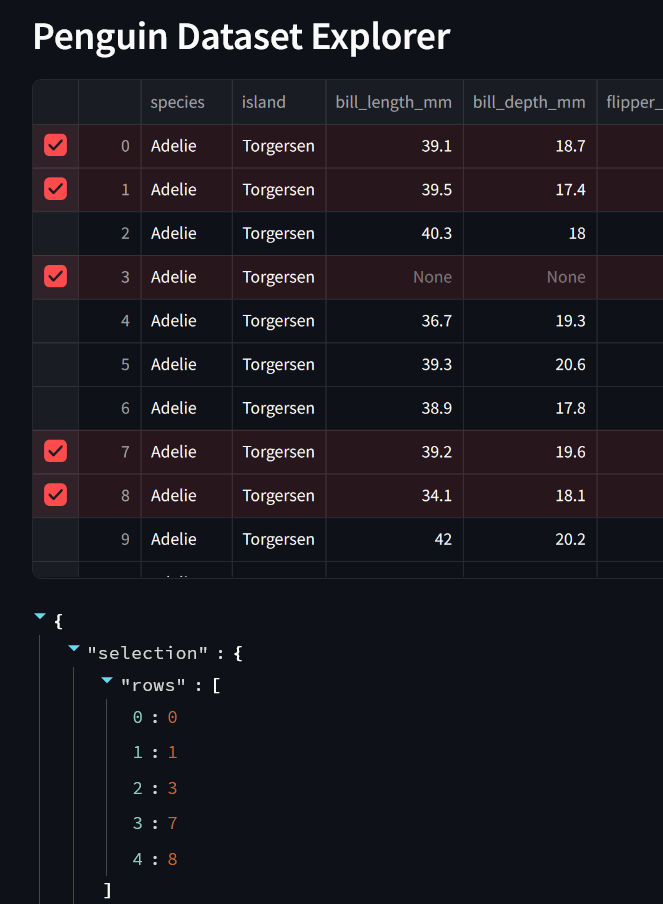 Penguin Dataset Explorer
species island bill_length_mm bill_depth_mm flipper_
0 Adelie Torgersen 39.1 18.7
1 Adelie Torgersen 39.5 17.4
2 Adelie Torgersen 40.3 18
3 Adelie Torgersen None None
4 Adelie Torgersen 36.7 19.3
5 Adelie Torgersen 39.3 20.6
6 Adelie Torgersen 38.9 17.8
7 Adelie Torgersen 39.2 19.6
8 Adelie Torgersen 34.1 18.1
9 Adelie Torgersen 42 20.2
{
"selection" : {
"rows" : [
0 : 0
1 : 1
2 : 3
3 : 7
4 : 8
]